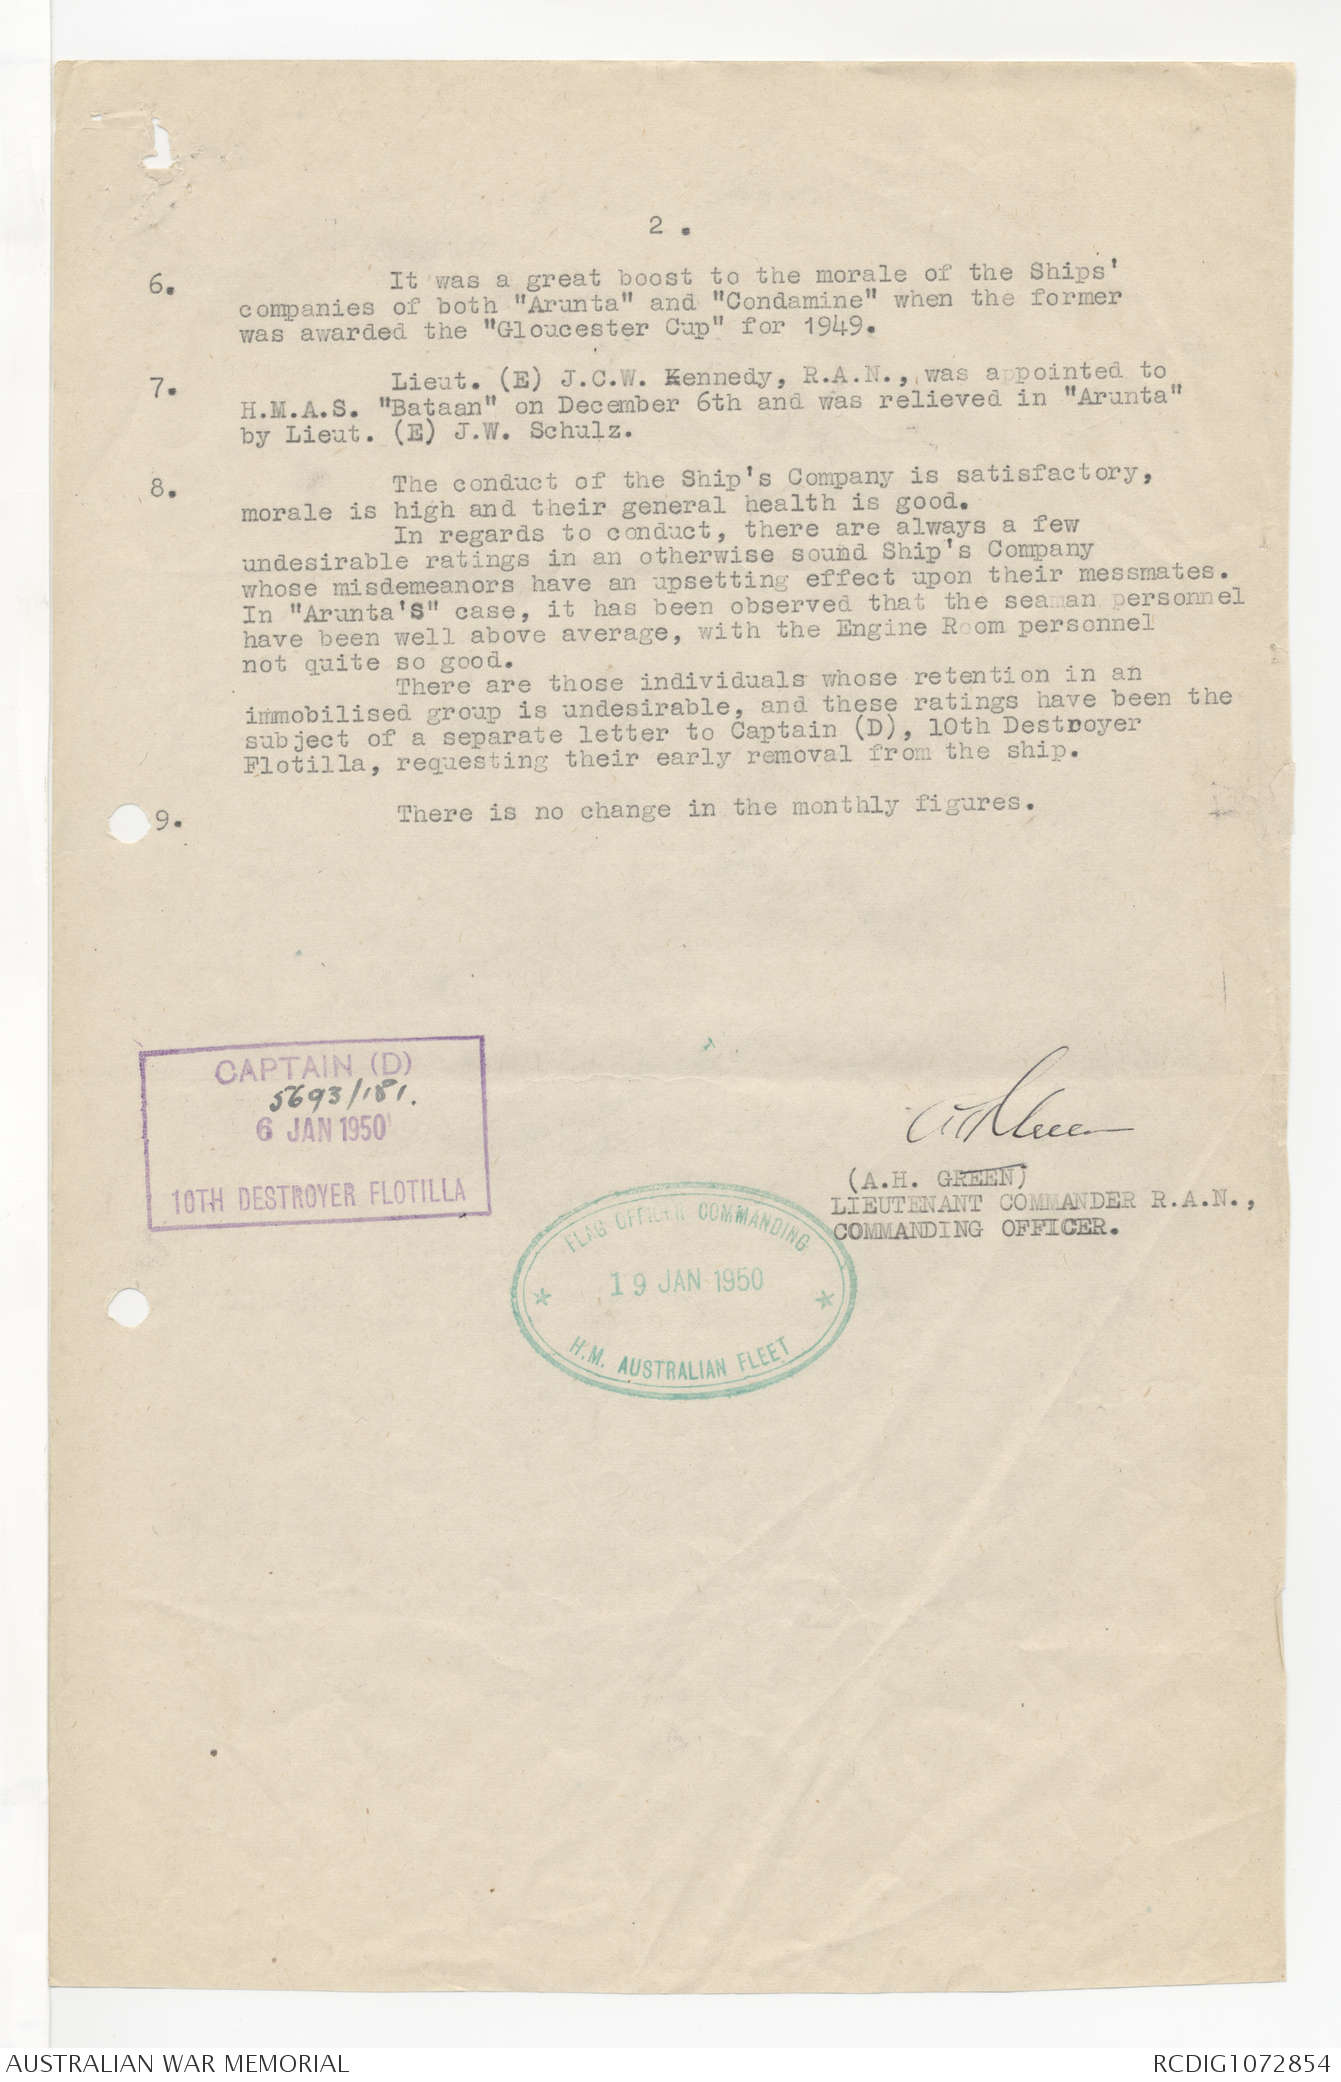 2 .
6. It was a great boost to the morale of the Ships'
companies of both "Arunta" and "Condamine" when the former
was awarded the "Gloucester Cup" for 1949.
7. Lieut. (E) J.C.W. Kennedy, R.A.N., was appointed to
H.M.A.S. "Bataan" on December 6th and was relieved in "Arunta"
by Lieut. (E) J.W. Schulz.
8. The conduct of the Ship's Company is satisfactory,
morale is high and their general health is good.
In regards to conduct, there are always a few
undesirable ratings in an otherwise sound Ship's Company
whose misdemeanors have an upsetting effect upon their messmates.
In "Arunta'S" case, it has been observed that the seaman personnel
have been well above average, with the Engine Room personnel
not quite so good.
There are those individuals whose retention in an
immobilised group is undesirable, and these ratings have been the
subject of a separate letter to Captain (D), 10th Destroyer
Flotilla, requesting their early removal from the ship.
9. There is no change in the monthly figures.
CAPTAIN (D)
5693/181.
6 JAN 1950
10TH DESTROYER FLOTILLA
AHGreen
(A.H. GREEN)
LIEUTENANT COMMANDER R.A.N.,
COMMANDING OFFICER.
FLAG OFFICER COMMANDING
19 JAN 1950
H.M. AUSTRALIAN FLEET
AUSTRALIAN WAR MEMORIAL
RCDIG1072854